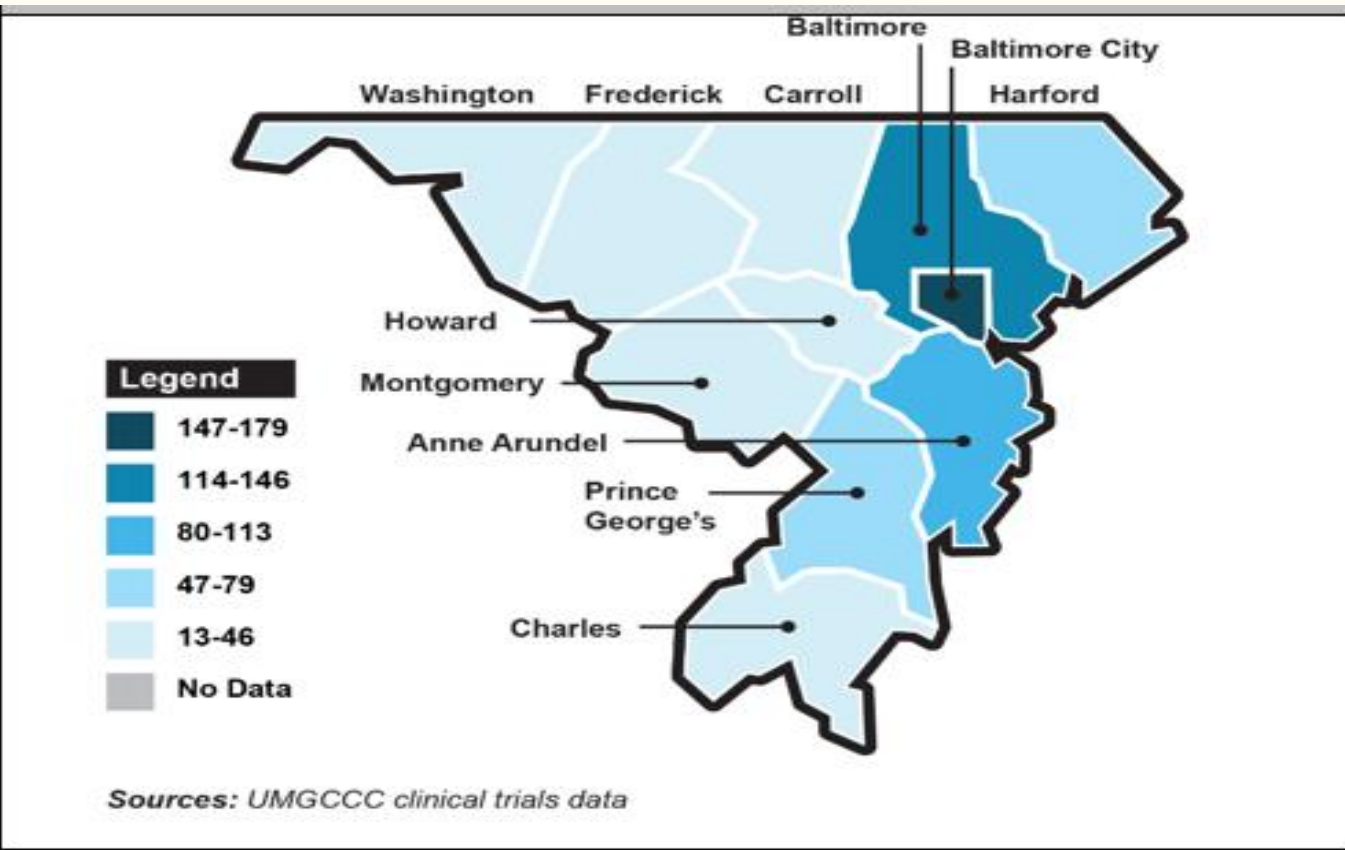 Baltimore
Baltimore City
Washington Frederick Carroll Harford
Howard
Montgomery
Anne Arundel
Prince
George's
Charles
Legend
147-179
114-146
80-113
47-79
13-46
No Data
Sources: UMGCCC clinical trials data